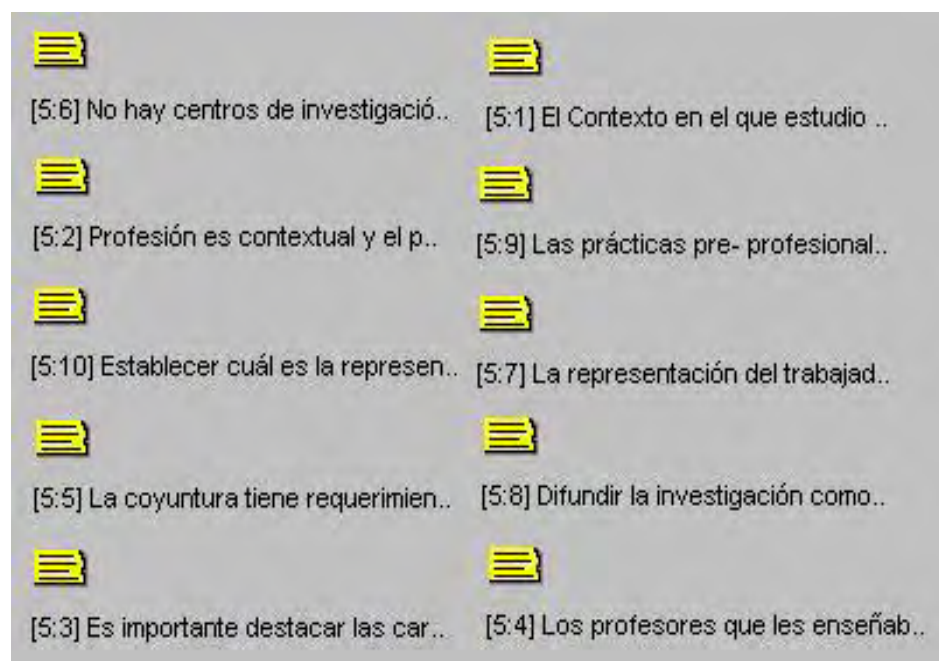 [5:6] No hay centros de investigació..
[5:1] El Contexto en el que estudio ..
[5:2] Profesión es contextual y el p..
[5:9] Las prácticas pre- profesional..
[5:10] Establecer cuál es la represen..
[5:7] La representación del trabajad..
[5:5] La coyuntura tiene requerimien..
[5:8] Difundir la investigación como..
[5:3] Es importante destacar las car..
[5:4] Los profesores que les enseñab..